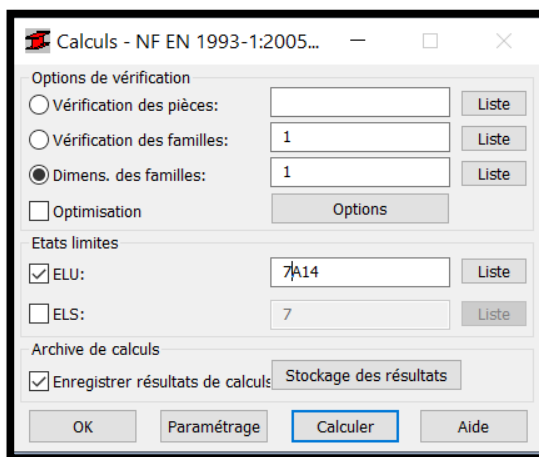 Calculs - NF EN 1993-1:2005...
Options de vérification
Vérification des pièces: Liste
Vérification des familles: 1 Liste
Dimens. des familles: 1 Liste
Optimisation Options
Etats limites
ELU: 7A14 Liste
ELS: 7 Liste
Archive de calculs
Enregistrer résultats de calculs Stockage des résultats
OK Paramétrage Calculer Aide